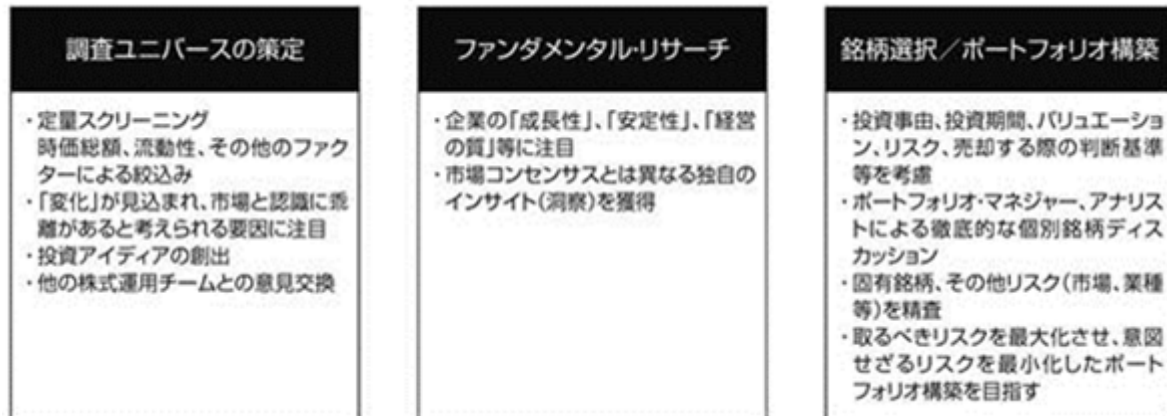 調査ユニバースの策定
・定量スクリーニング
時価総額、流動性、その他のファク
ターによる絞込み
・「変化」が見込まれ、市場と認識に乖
離があると考えられる要因に注目
・投資アイディアの創出
・他の株式運用チームとの意見交換
ファンダメンタル・リサーチ
・企業の「成長性」、「安定性」、「経営
の質」等に注目
・市場コンセンサスとは異なる独自の
インサイト(洞察)を獲得
銘柄選択/ポートフォリオ構築
・投資事由、投資期間、バリュエーショ
ン、リスク、売却する際の判断基準
等を考慮
・ポートフォリオ・マネジャー、アナリス
トによる徹底的な個別銘柄ディス
カッション
・固有銘柄、その他リスク(市場、業種
等)を精査
・取るべきリスクを最大化させ、意図
せざるリスクを最小化したポート
フォリオ構築を目指す